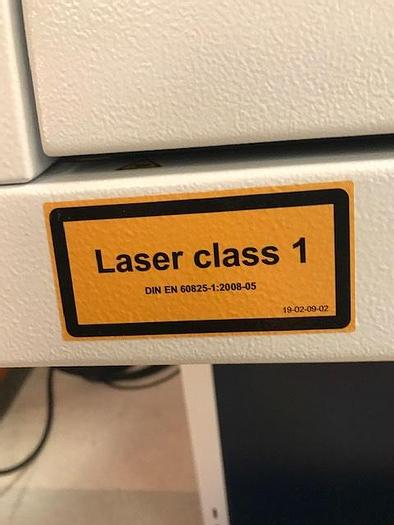 Laser class 1
DIN EN 60825-1:2008-05
19-02-09-02